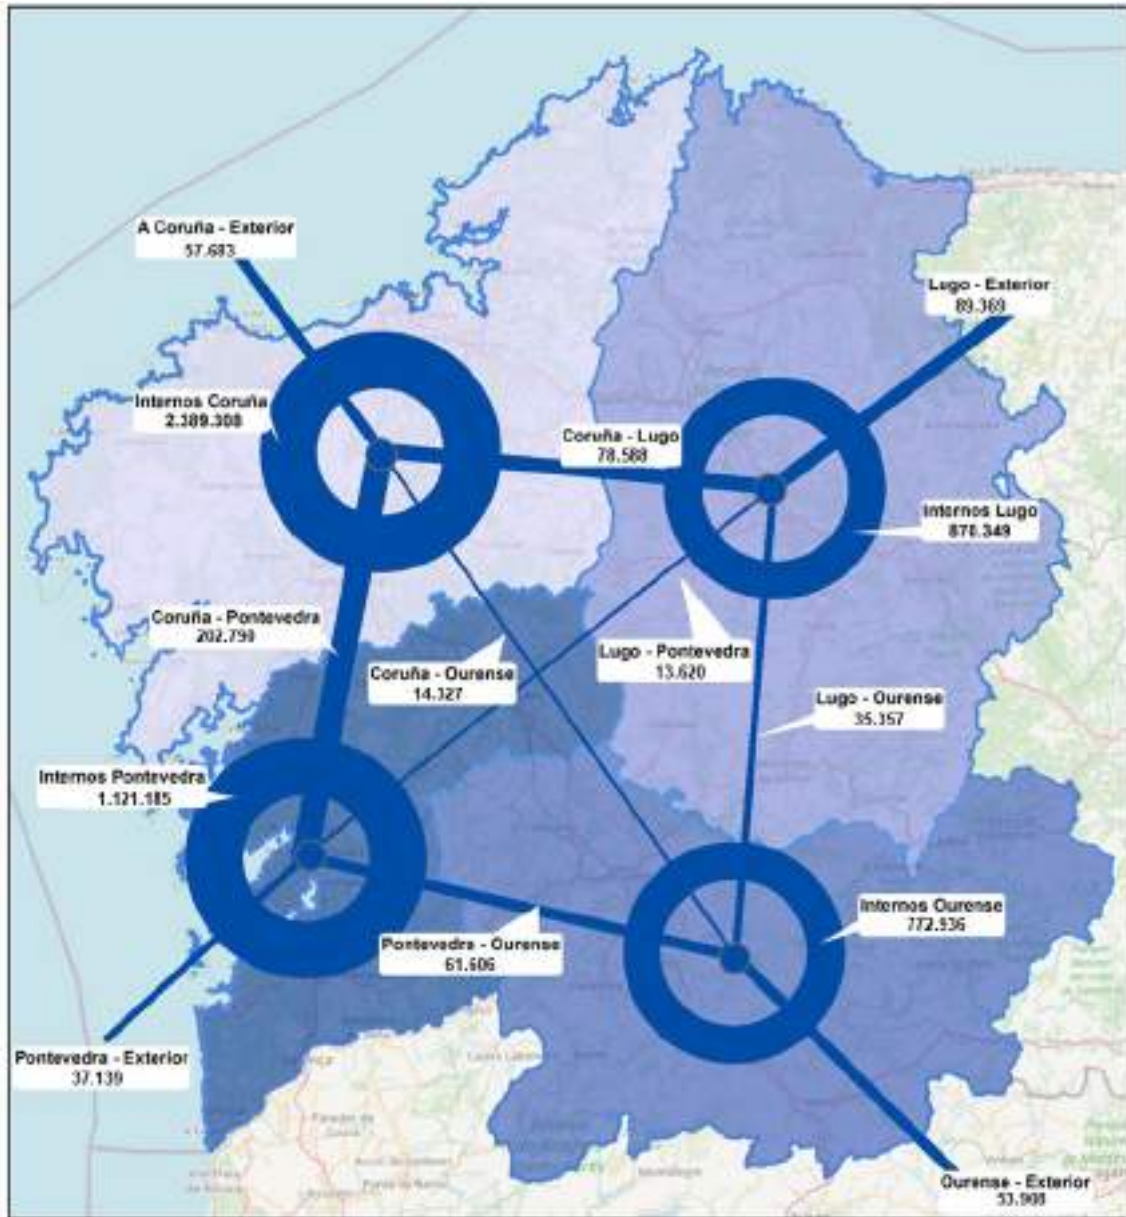 A Coruña - Exterior
57.683
Lugo - Exterior
89.369
Internos Coruña
2.389.308
Coruña - Lugo
78.588
Internos Lugo
870.349
Coruña - Pontevedra
202.790
Coruña - Ourense
14.327
Lugo - Pontevedra
13.620
Lugo - Ourense
35.357
Internos Pontevedra
1.121.185
Internos Ourense
772.936
Pontevedra - Ourense
61.606
Pontevedra - Exterior
37.139
Ourense - Exterior
53.908